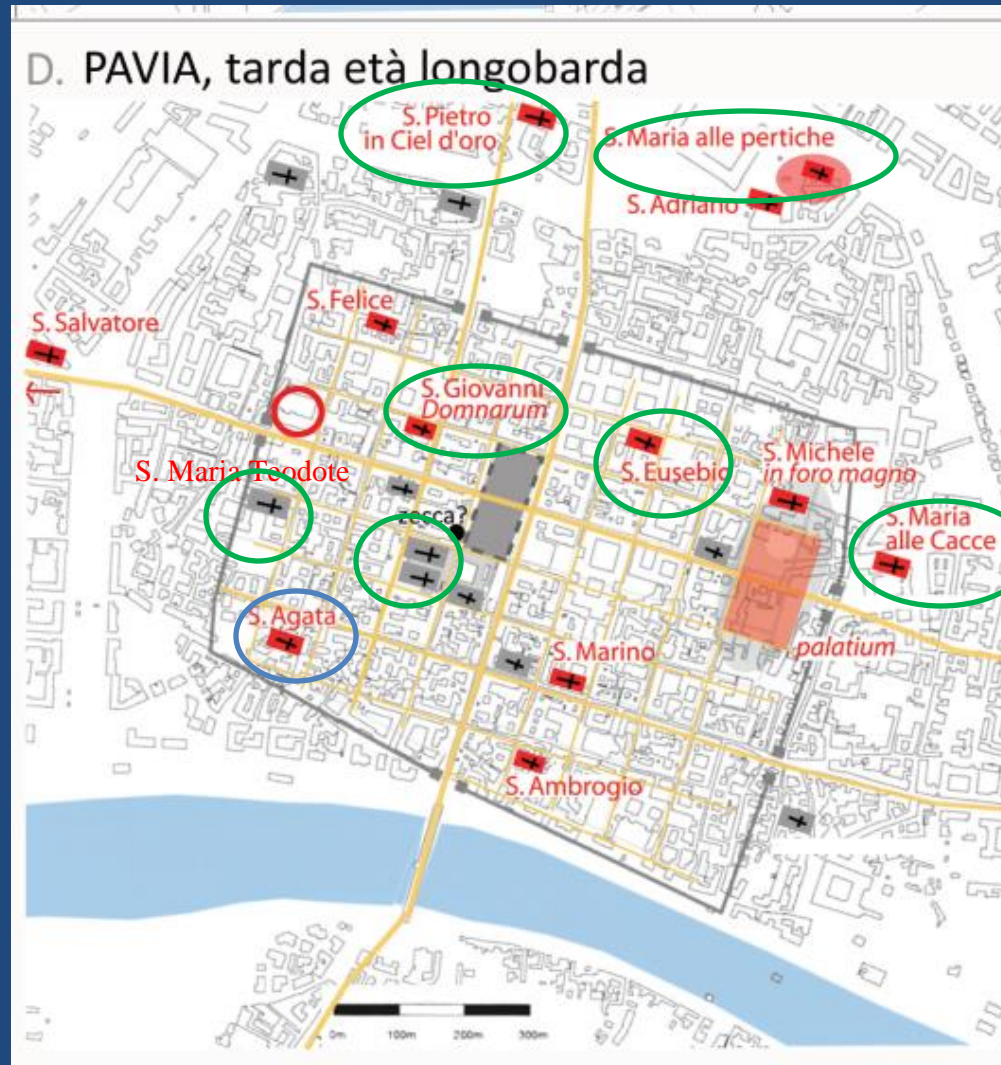 D. PAVIA, tarda età longobarda
S. Pietro
in Ciel d'oro
S. Maria alle pertiche
S. Adriano
S. Felice
S. Salvatore
S. Giovanni
Domnarum
S. Eusebio
S. Michele
in foro magno
S. Maria Teodote
zecca?
S. Maria
alle Cacce
S. Agata
S. Marino
palatium
S. Ambrogio
0m 100m 200m 300m